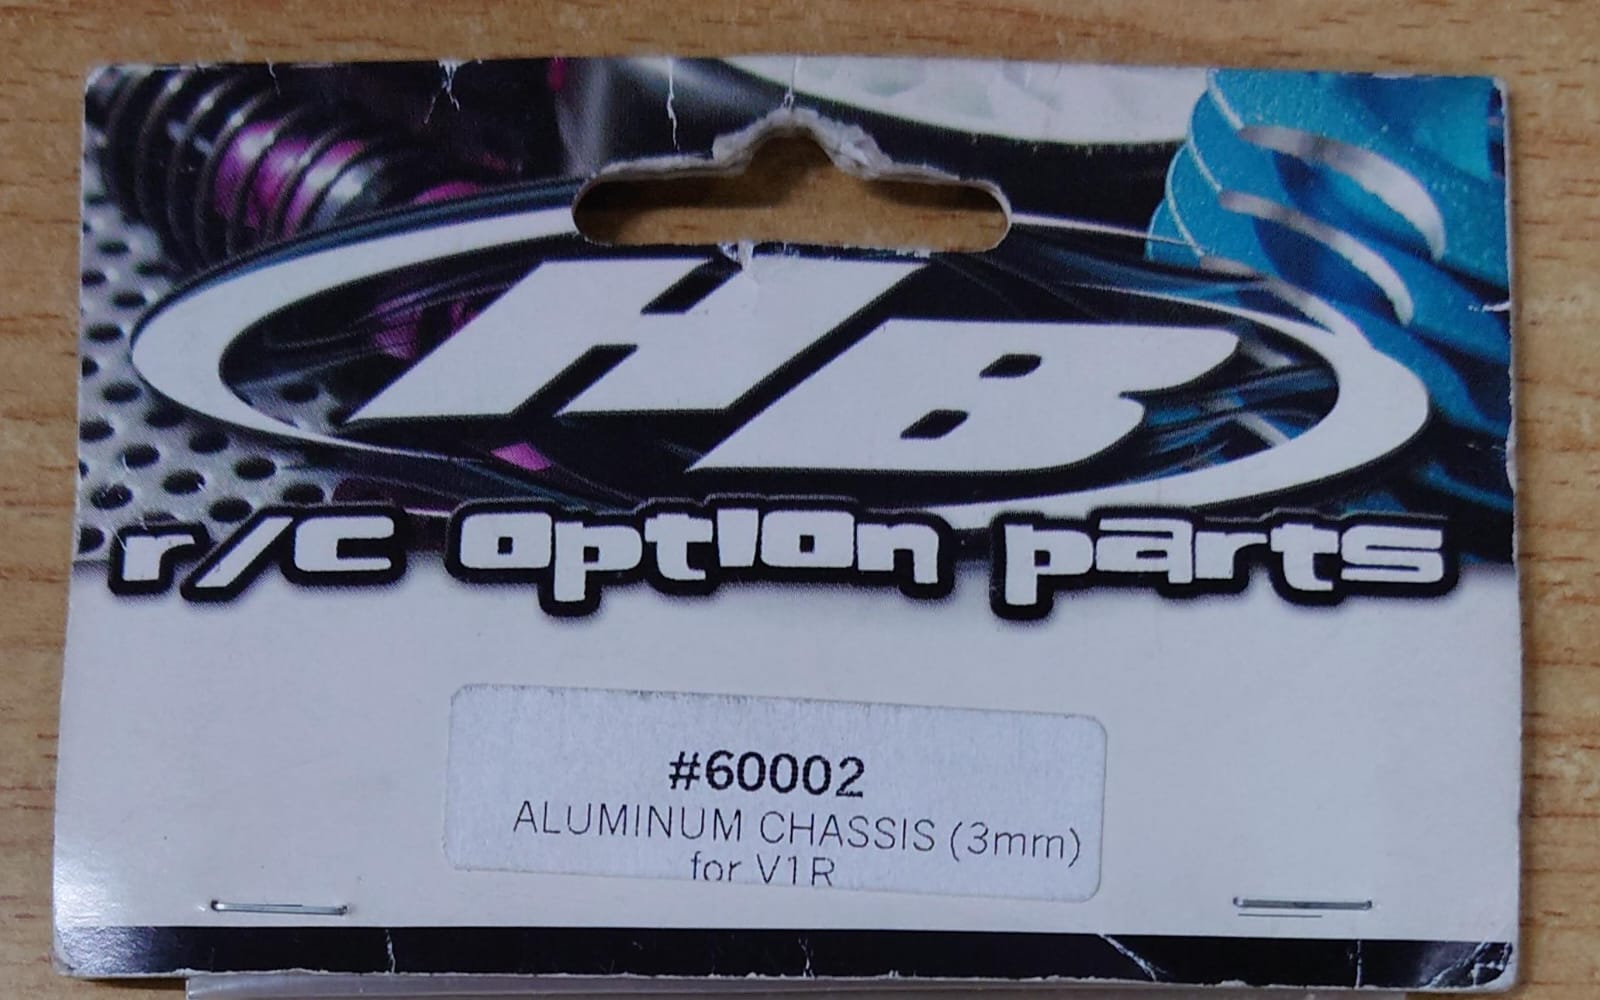 HB
r/c option parts
#60002
ALUMINUM CHASSIS (3mm)
for V1R